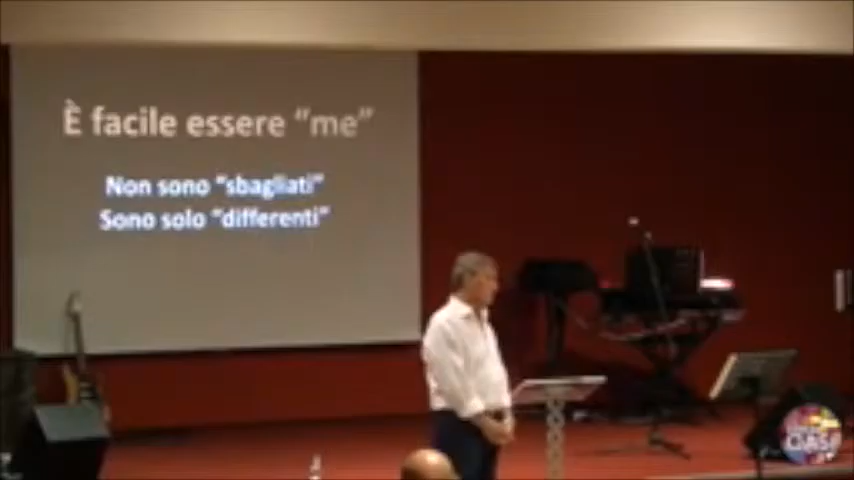 È facile essere “me”
Non sono “sbagliati”
Sono solo “differenti”